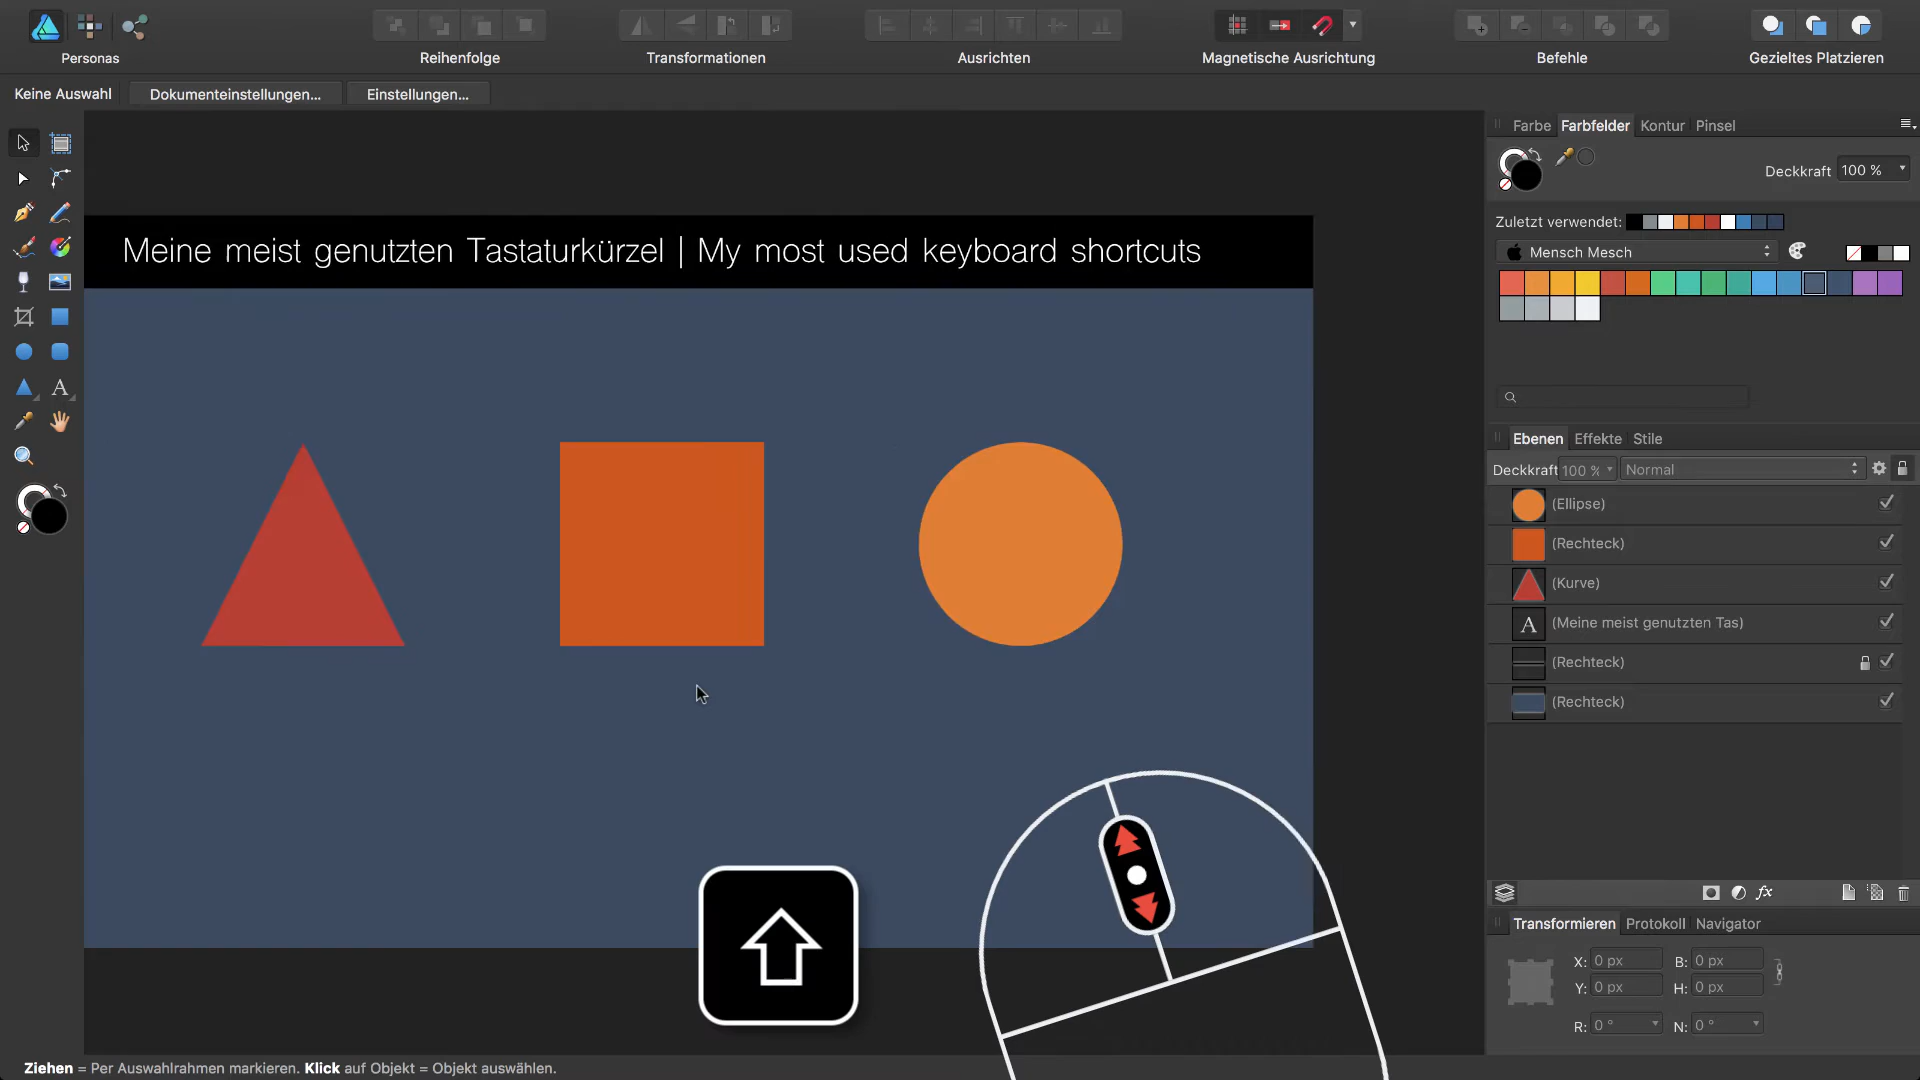 Personas
Reihenfolge
Transformationen
Ausrichten
Magnetische Ausrichtung
Befehle
Gezieltes Platzieren
Keine Auswahl
Dokumenteinstellungen...
Einstellungen...
Farbe Farbfelder Kontur Pinsel
Deckkraft 100 %
Zuletzt verwendet:
Mensch Mesch
Meine meist genutzten Tastaturkürzel | My most used keyboard shortcuts
A
Ebenen Effekte Stile
Deckkraft 100 % Normal
(Ellipse)
(Rechteck)
(Kurve)
A (Meine meist genutzten Tas)
(Rechteck)
(Rechteck)
fx
Transformieren Protokoll Navigator
X: 0 px B: 0 px
Y: 0 px H: 0 px
R: 0 ° N: 0 °
Ziehen = Per Auswahlrahmen markieren. Klick auf Objekt = Objekt auswählen.